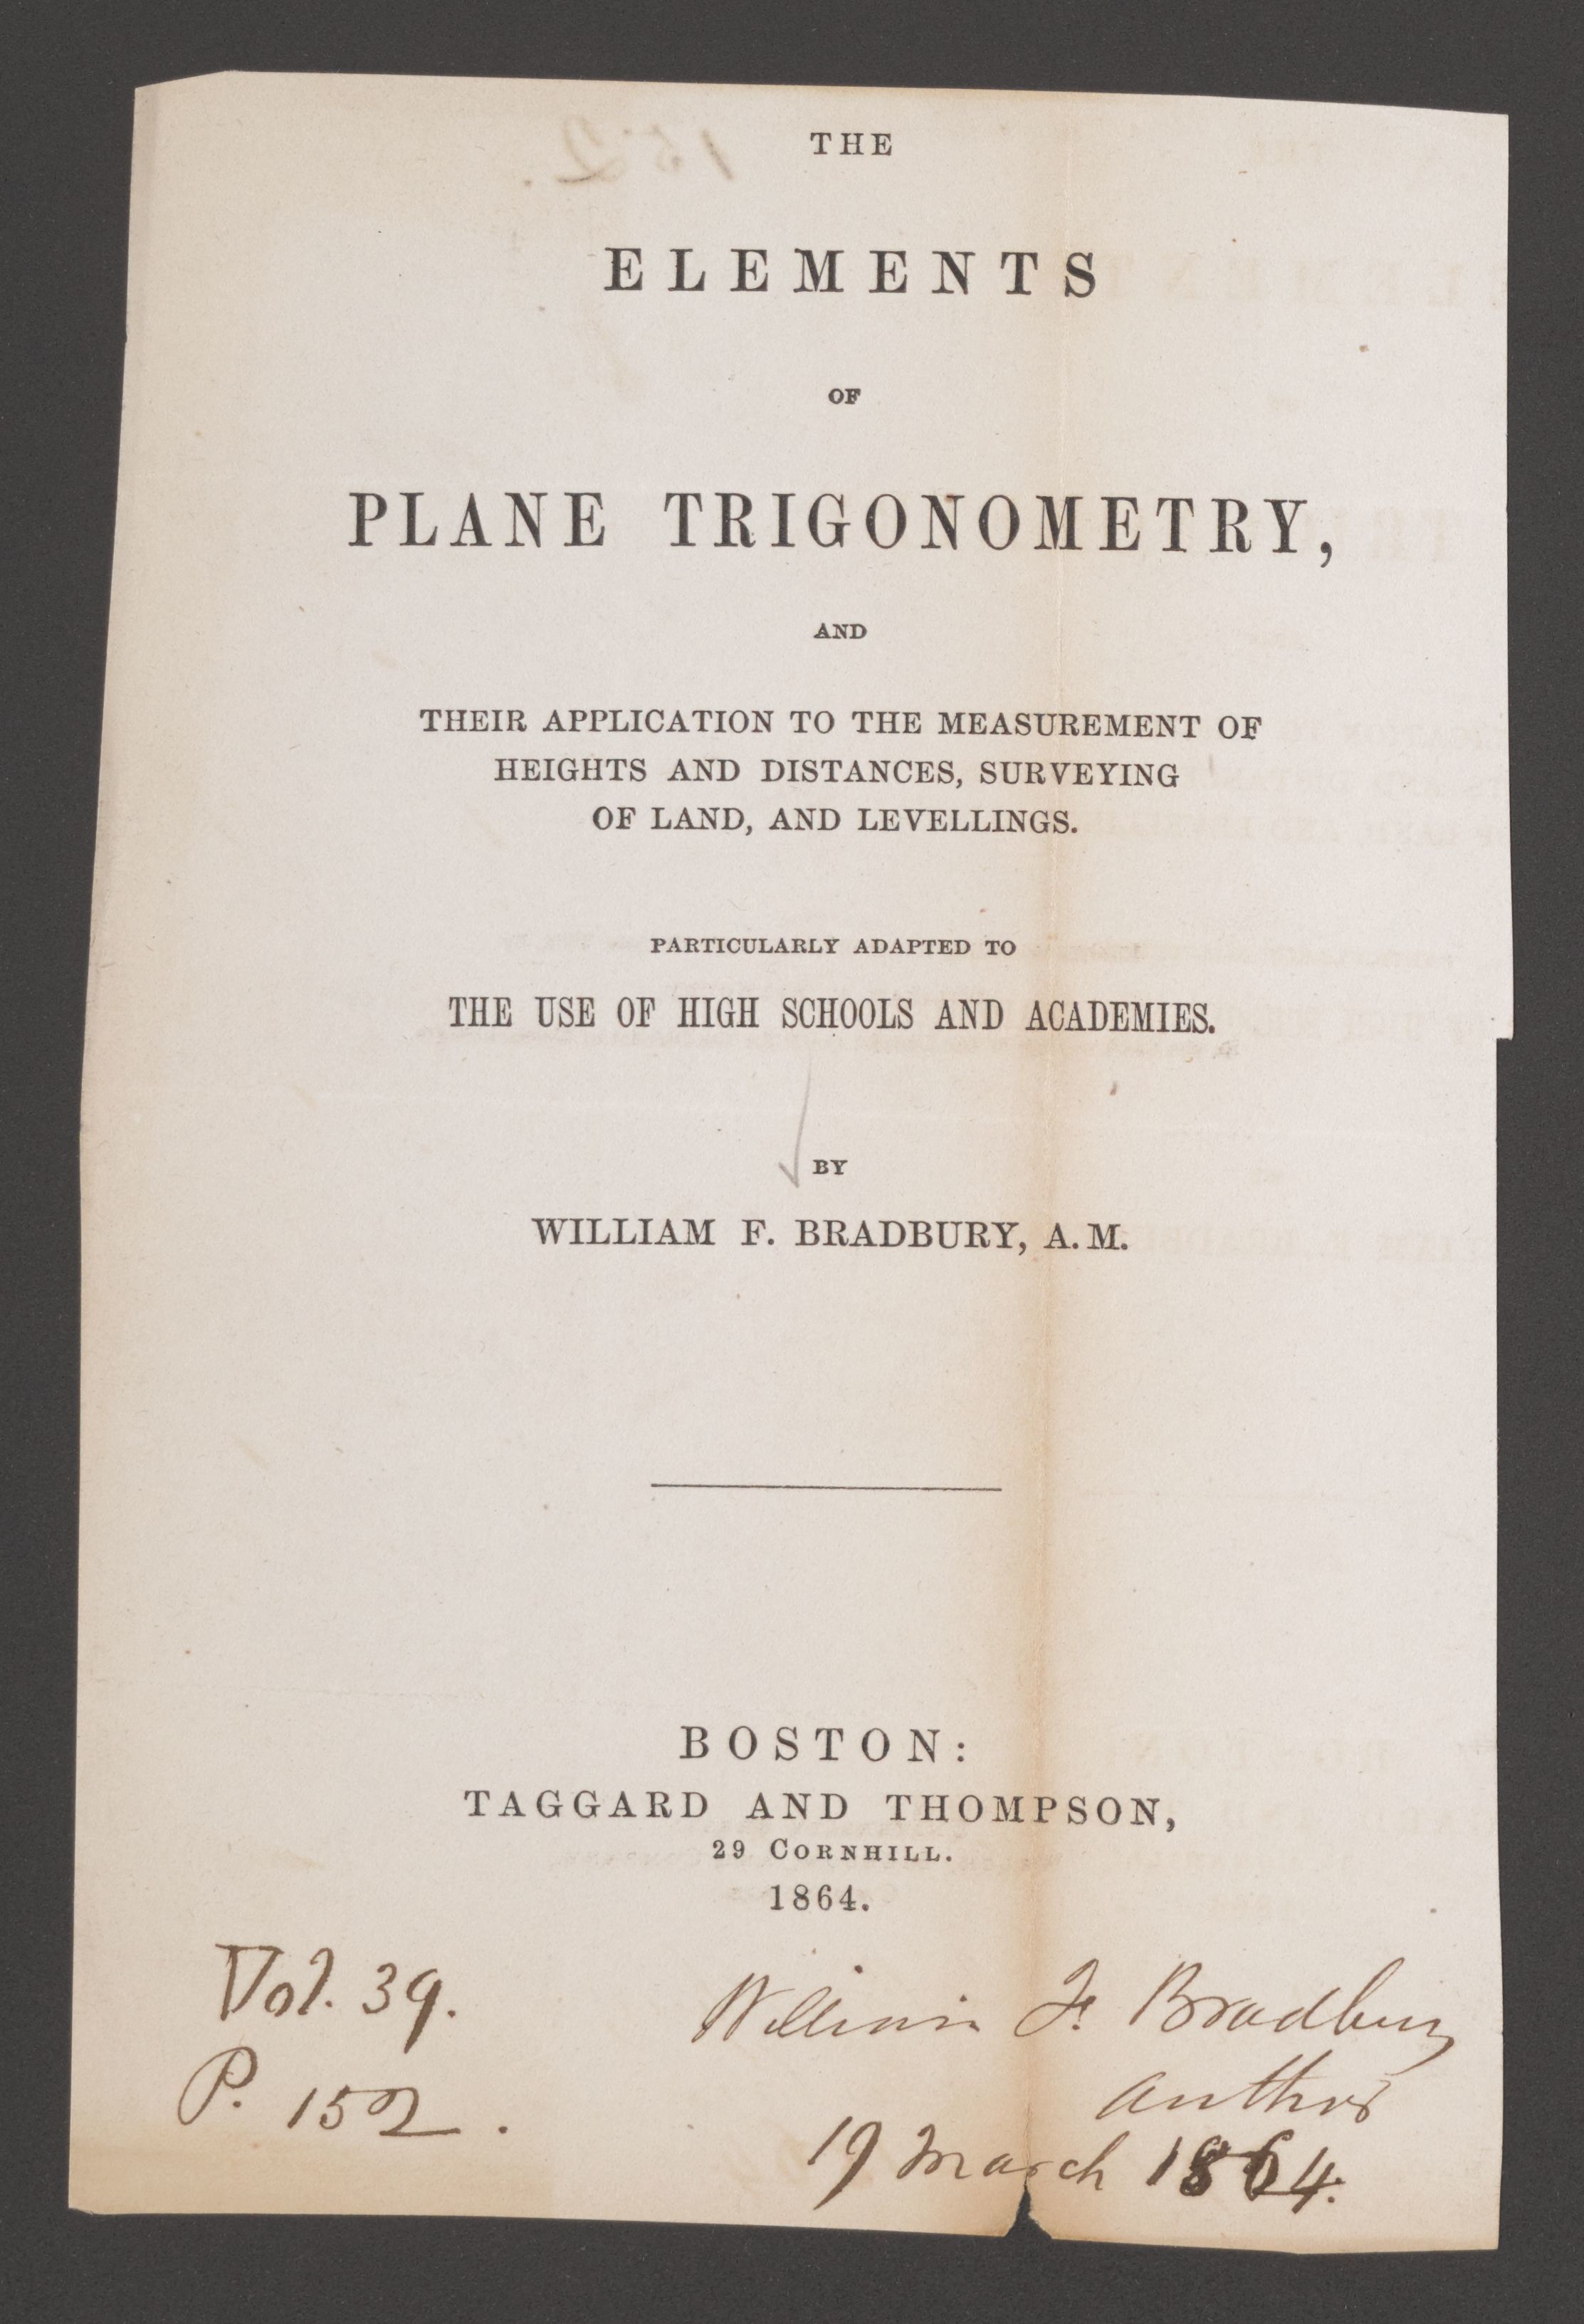 THE
ELEMENTS
OF
PLANE TRIGONOMETRY,
AND
THEIR APPLICATION TO THE MEASUREMENT OF
HEIGHTS AND DISTANCES, SURVEYING
OF LAND, AND LEVELLINGS.
PARTICULARLY ADAPTED TO
THE USE OF HIGH SCHOOLS AND ACADEMIES.
BY
WILLIAM F. BRADBURY, A.M.
BOSTON:
TAGGARD AND THOMPSON,
29 CORNHILL.
1864.
Vol. 39.
P. 152.
William F. Bradbury
Author
19 March 1864.